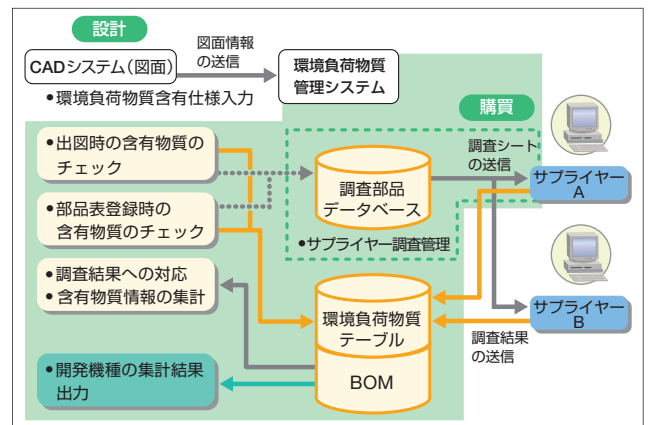 設計
図面情報
の送信
CADシステム(図面)
環境負荷物質
管理システム
•環境負荷物質含有仕様入力
購買
•出図時の含有物質の
チェック
調査シート
の送信
調査部品
データベース
サプライヤー
A
•部品表登録時の
含有物質のチェック
•サプライヤー調査管理
•調査結果への対応
•含有物質情報の集計
環境負荷物質
テーブル
サプライヤー
B
調査結果
の送信
•開発機種の集計結果
出力
BOM